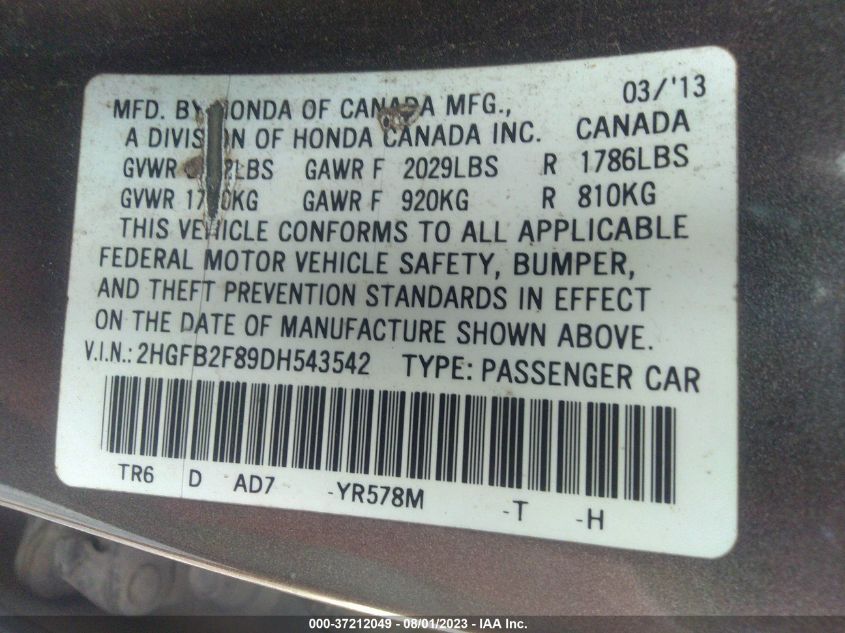 03/'13
MFD. BY HONDA OF CANADA MFG.,
A DIVISION OF HONDA CANADA INC. CANADA
GVWR GAWR F 2029LBS R 1786LBS
GVWR GAWR F 920KG R 810KG
THIS VEHICLE CONFORMS TO ALL APPLICABLE
FEDERAL MOTOR VEHICLE SAFETY, BUMPER,
AND THEFT PREVENTION STANDARDS IN EFFECT
ON THE DATE OF MANUFACTURE SHOWN ABOVE.
V.I.N.: 2HGFB2F89DH543542 TYPE: PASSENGER CAR
TR6 D AD7 -YR578M -T -H
000-37212049 - 08/01/2023 - IAA Inc.